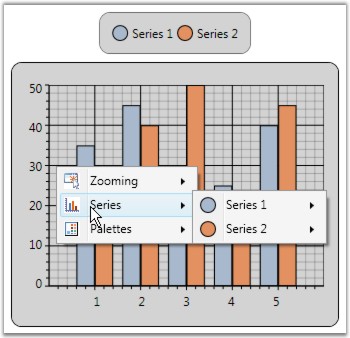 Series 1 Series 2
50
40
30
20
10
0
Zooming
Series
Palettes
Series 1
Series 2
1 2 3 4 5